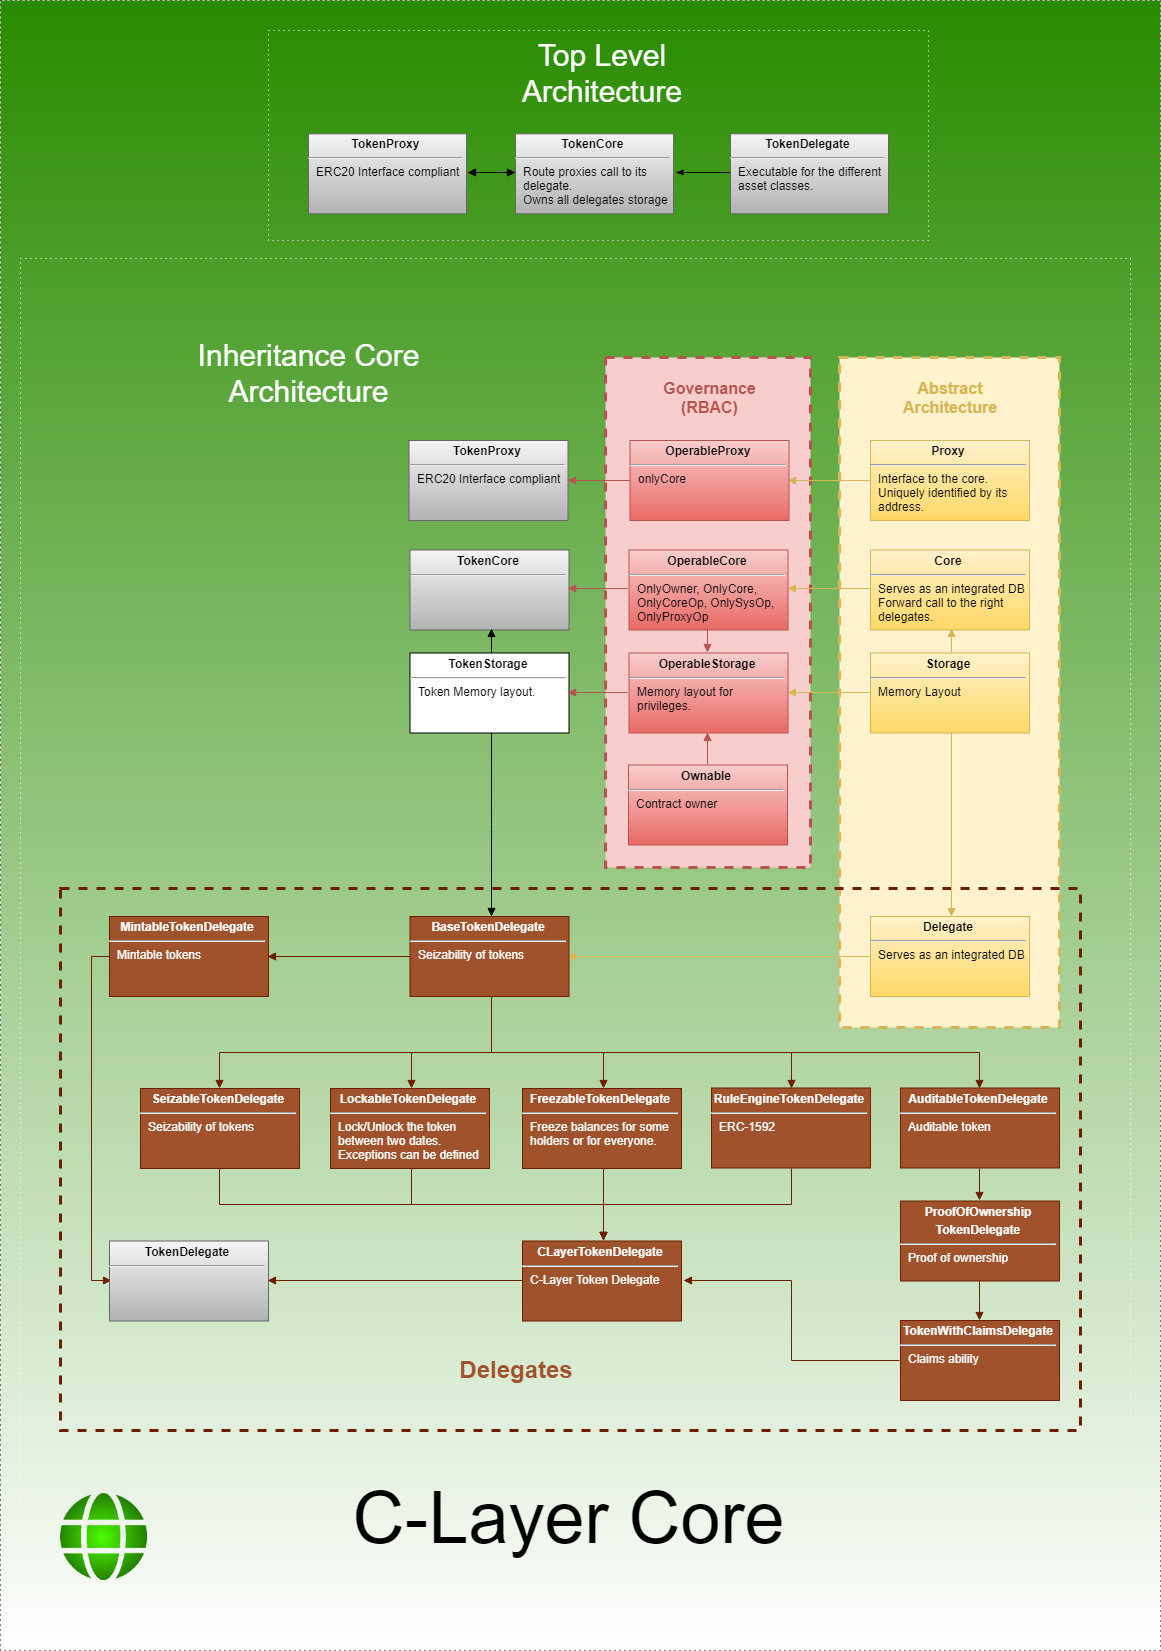 Top Level
Architecture
TokenProxy
ERC20 Interface compliant
TokenCore
Route proxies call to its
delegate.
Owns all delegates storage
TokenDelegate
Executable for the different
asset classes.
Inheritance Core
Architecture
Governance
(RBAC)
Abstract
Architecture
TokenProxy
ERC20 Interface compliant
OperableProxy
onlyCore
Proxy
Interface to the core.
Uniquely identified by its
address.
TokenCore
OperableCore
OnlyOwner, OnlyCore,
OnlyCoreOp, OnlySysOp,
OnlyProxyOp
Core
Serves as an integrated DB
Forward call to the right
delegates.
TokenStorage
Token Memory layout.
OperableStorage
Memory layout for
privileges.
Storage
Memory Layout
Ownable
Contract owner
MintableTokenDelegate
Mintable tokens
BaseTokenDelegate
Seizability of tokens
Delegate
Serves as an integrated DB
SeizableTokenDelegate
Seizability of tokens
LockableTokenDelegate
Lock/Unlock the token
between two dates.
Exceptions can be defined
FreezableTokenDelegate
Freeze balances for some
holders or for everyone.
RuleEngineTokenDelegate
ERC-1592
AuditableTokenDelegate
Auditable token
ProofOfOwnership
TokenDelegate
Proof of ownership
TokenDelegate
CLayerTokenDelegate
C-Layer Token Delegate
TokenWithClaimsDelegate
Claims ability
Delegates
C-Layer Core